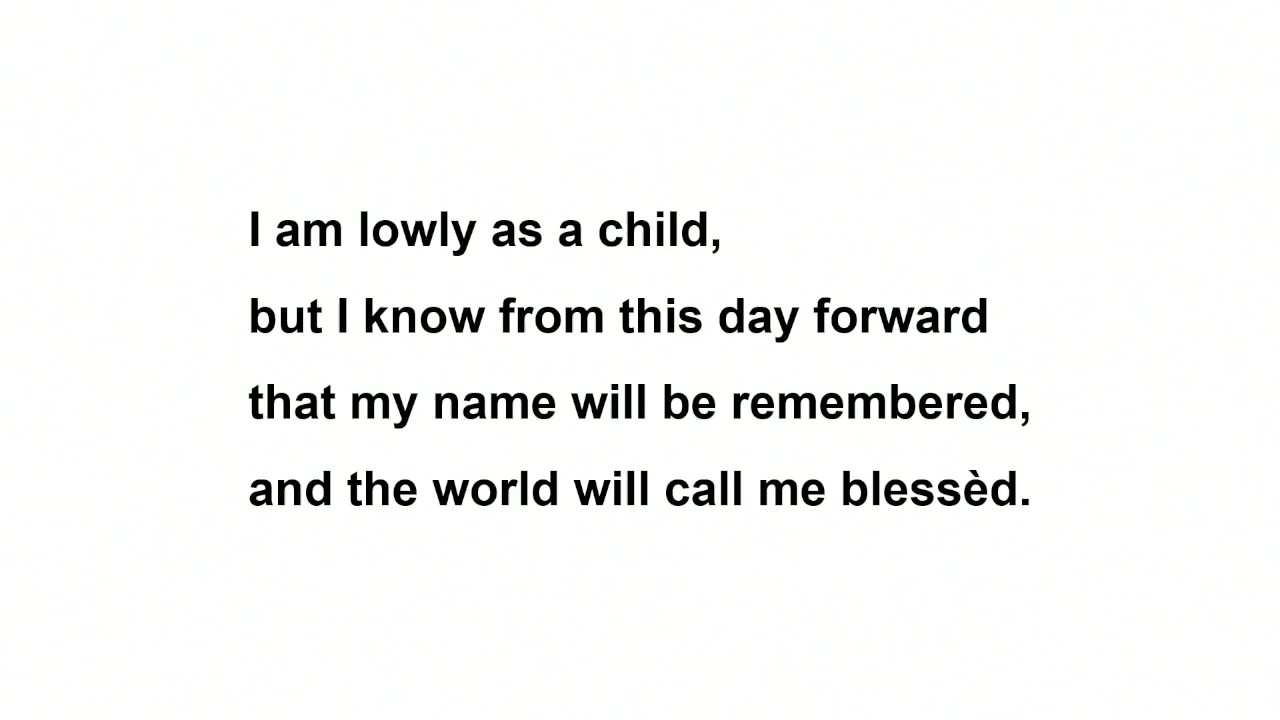 I am lowly as a child,
but I know from this day forward
that my name will be remembered,
and the world will call me blessèd.